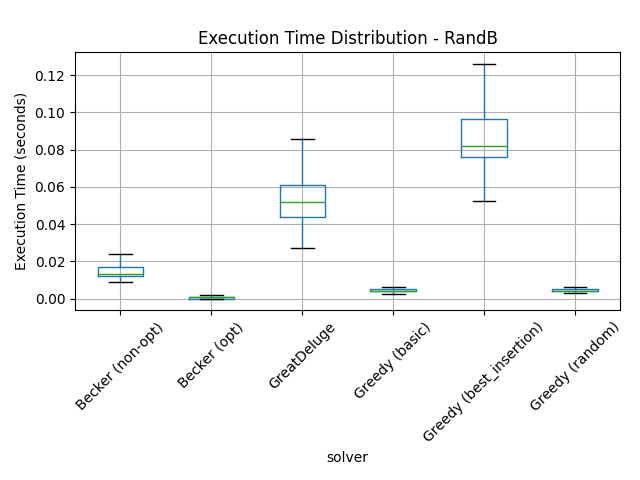 Execution Time Distribution - RandB
Execution Time (seconds)
0.12
0.10
0.08
0.06
0.04
0.02
0.00
Becker (non-opt)
Becker (opt)
GreatDeluge
Greedy (basic)
Greedy (best_insertion)
Greedy (random)
solver